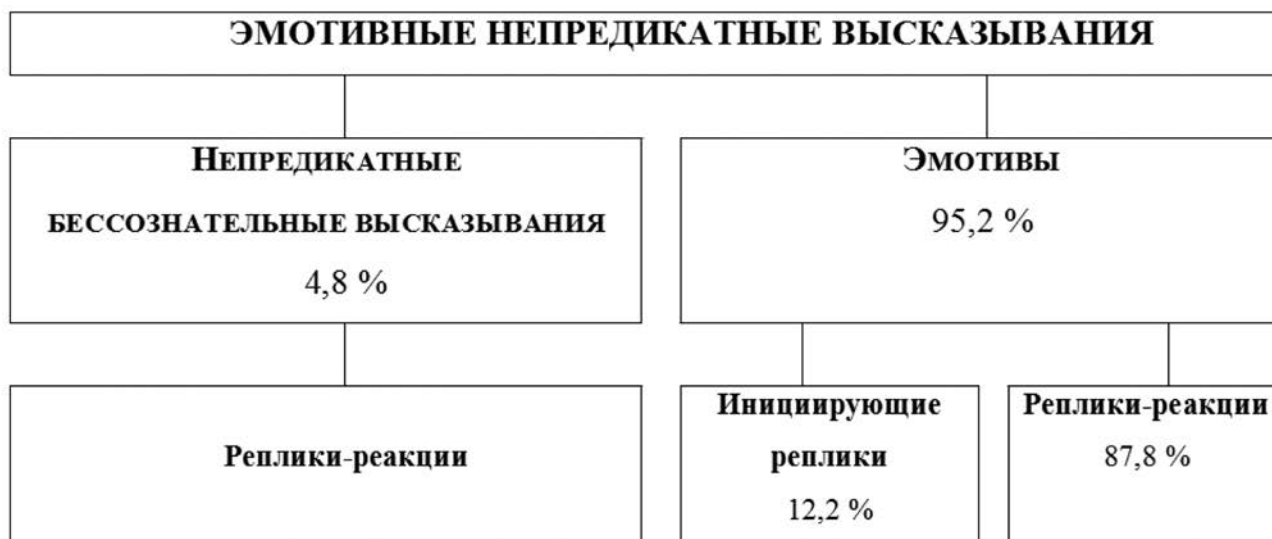 ЭМОТИВНЫЕ НЕПРЕДИКАТНЫЕ ВЫСКАЗЫВАНИЯ
НЕПРЕДИКАТНЫЕ
БЕССОЗНАТЕЛЬНЫЕ ВЫСКАЗЫВАНИЯ
4,8 %
ЭМОТИВЫ
95,2 %
Реплики-реакции
Инициирующие
реплики
12,2 %
Реплики-реакции
87,8 %